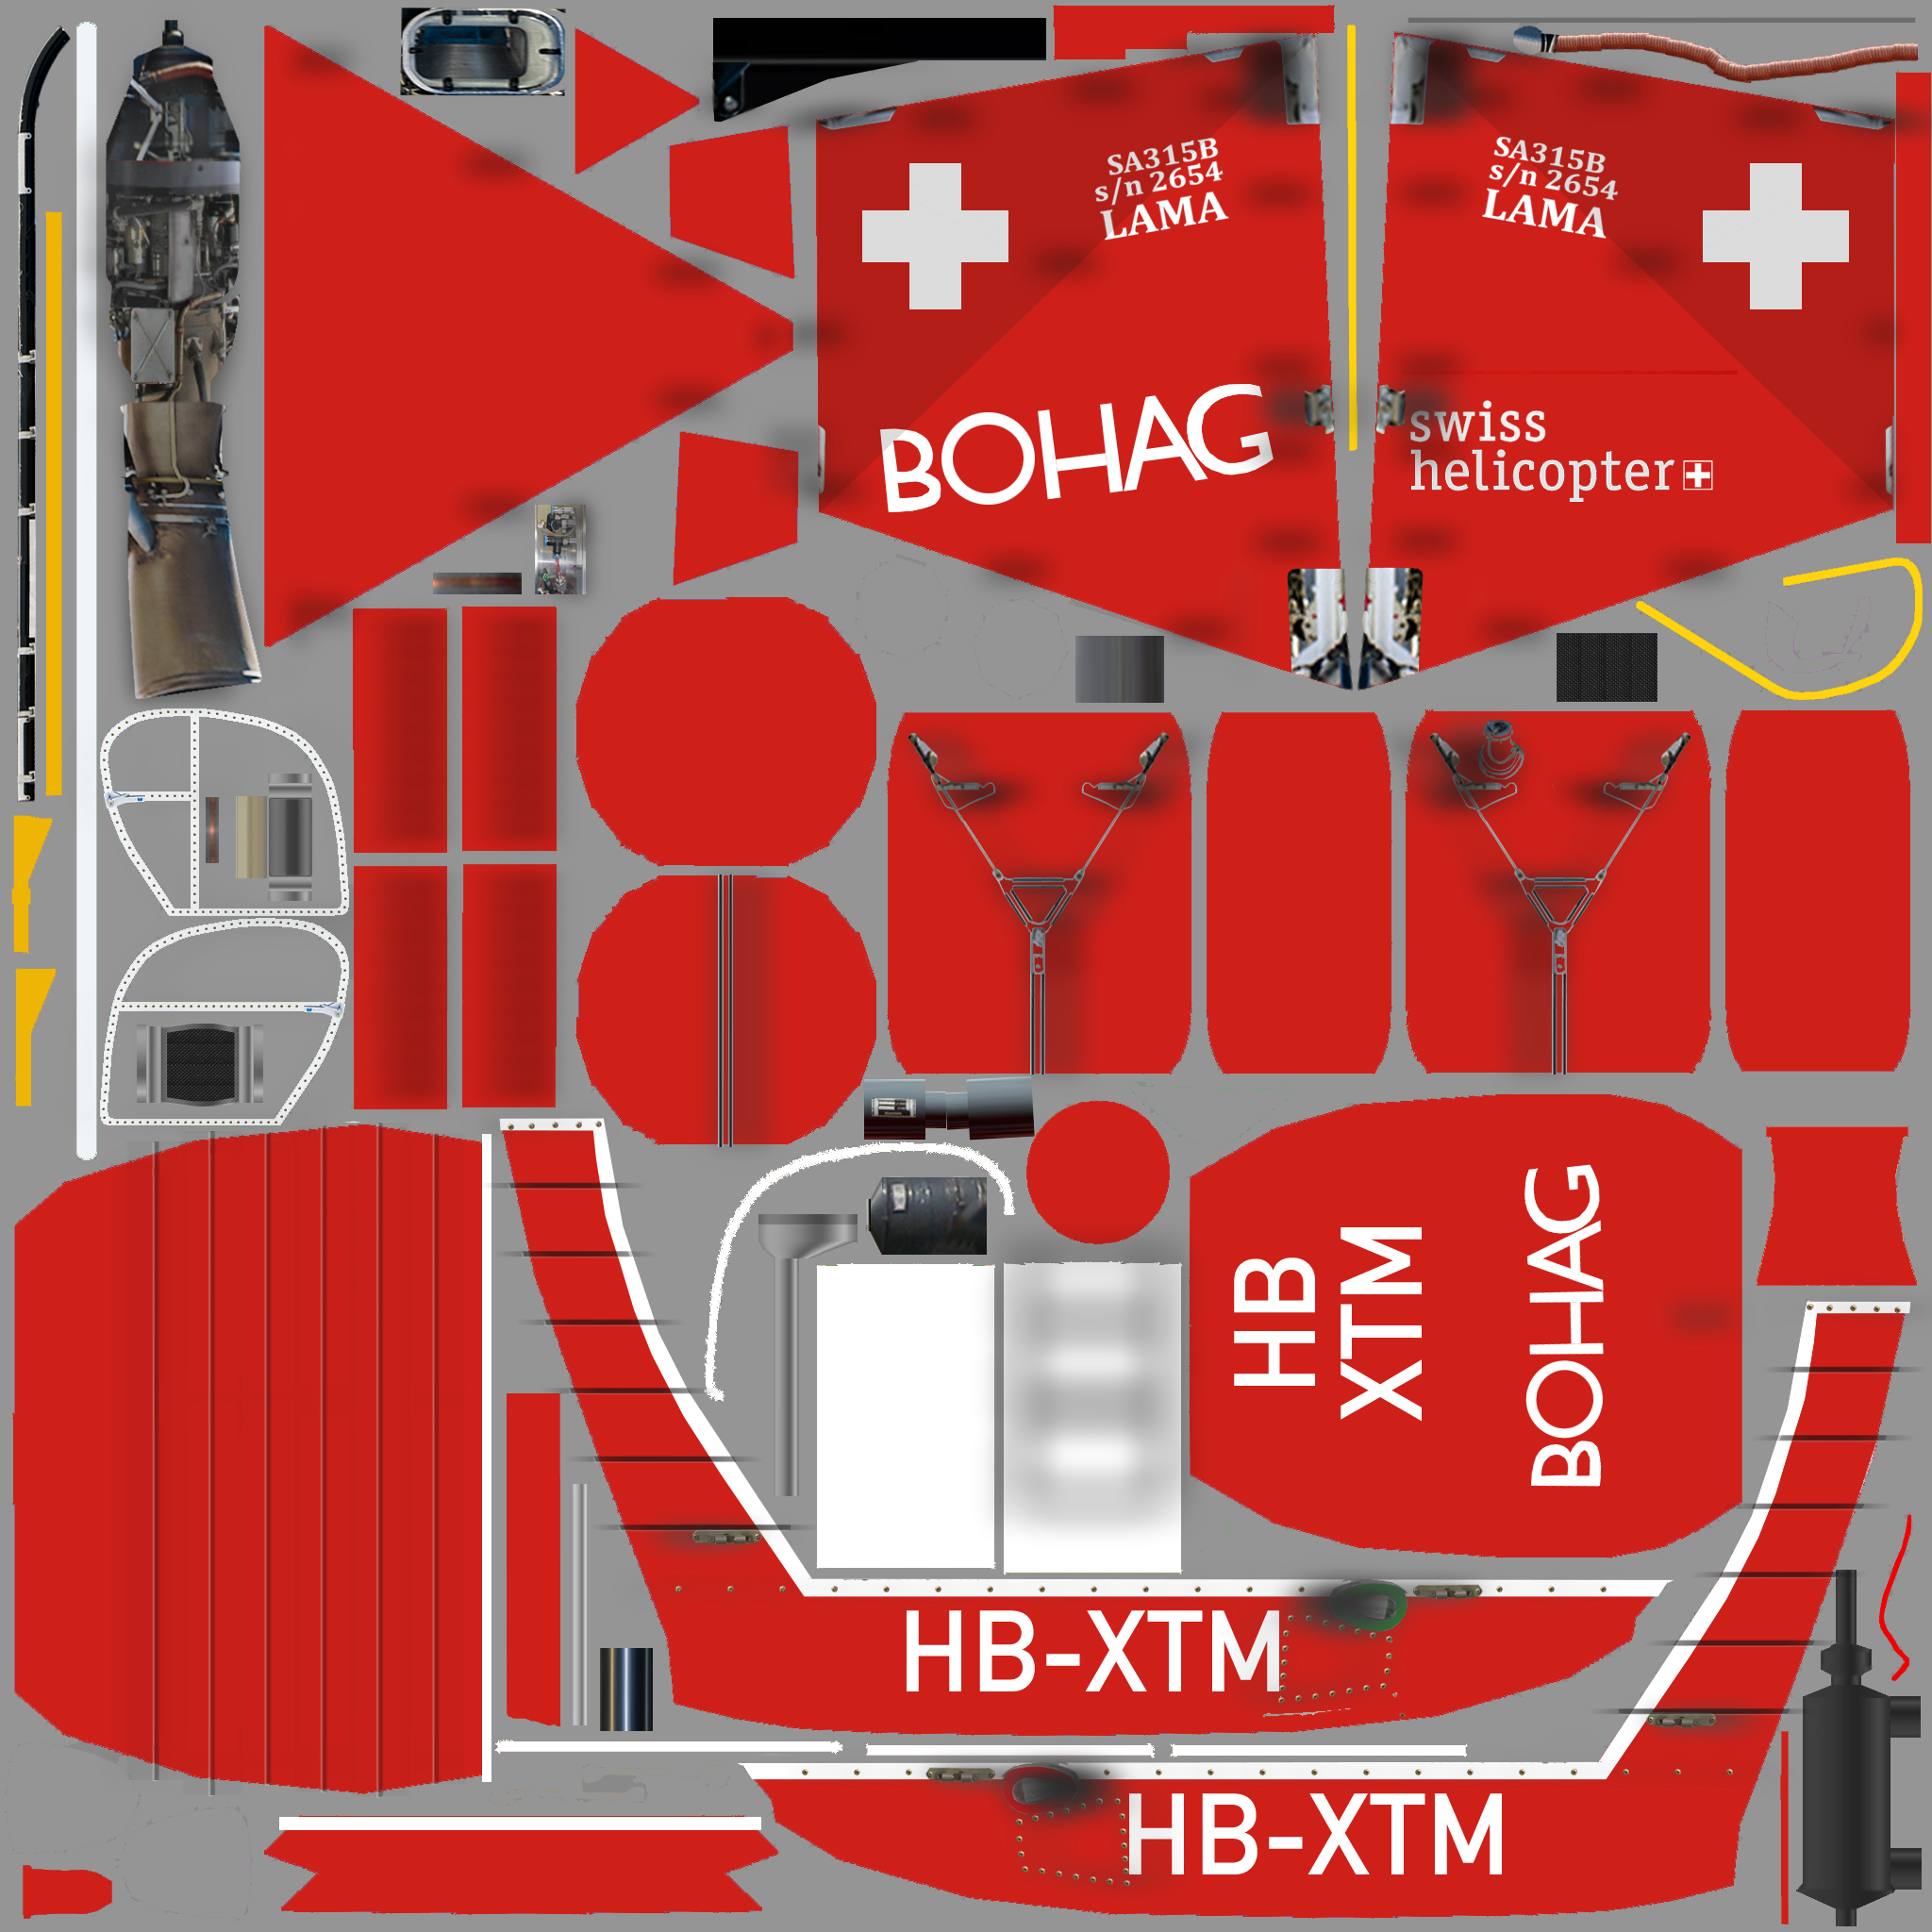 SA315B
s/n 2654
LAMA
SA315B
s/n 2654
LAMA
BOHAG
swiss
helicopter
HB
XTM
BOHAG
HB-XTM
HB-XTM